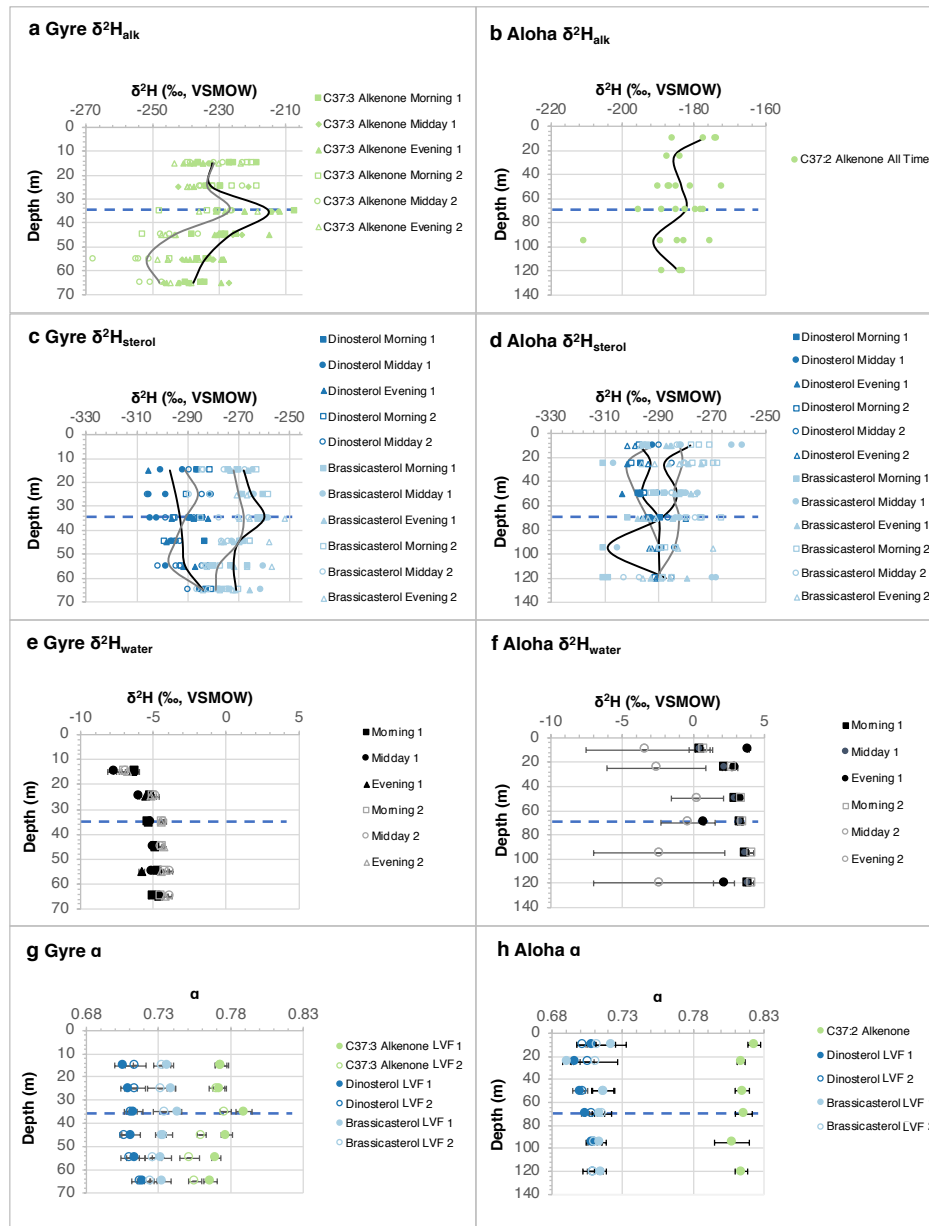 a Gyre δ²Halk
δ²H (‰, VSMOW)
-270 -250 -230 -210
0
10
20
30
40
50
60
70
Depth (m)
C37:3 Alkenone Morning 1
C37:3 Alkenone Midday 1
C37:3 Alkenone Evening 1
C37:3 Alkenone Morning 2
C37:3 Alkenone Midday 2
C37:3 Alkenone Evening 2
b Aloha δ²Halk
δ²H (‰, VSMOW)
-220 -200 -180 -160
0
20
40
60
80
100
120
140
Depth (m)
C37:2 Alkenone All Time
c Gyre δ²Hsterol
δ²H (‰, VSMOW)
-330 -310 -290 -270 -250
0
10
20
30
40
50
60
70
Depth (m)
Dinosterol Morning 1
Dinosterol Midday 1
Dinosterol Evening 1
Dinosterol Morning 2
Dinosterol Midday 2
Dinosterol Evening 2
Brassicasterol Morning 1
Brassicasterol Midday 1
Brassicasterol Evening 1
Brassicasterol Morning 2
Brassicasterol Midday 2
Brassicasterol Evening 2
d Aloha δ²Hsterol
δ²H (‰, VSMOW)
-330 -310 -290 -270 -250
0
20
40
60
80
100
120
140
Depth (m)
Dinosterol Morning 1
Dinosterol Midday 1
Dinosterol Evening 1
Dinosterol Morning 2
Dinosterol Midday 2
Dinosterol Evening 2
Brassicasterol Morning 1
Brassicasterol Midday 1
Brassicasterol Evening 1
Brassicasterol Morning 2
Brassicasterol Midday 2
Brassicasterol Evening 2
e Gyre δ²Hwater
δ²H (‰, VSMOW)
-10 -5 0 5
0
10
20
30
40
50
60
70
Depth (m)
Morning 1
Midday 1
Evening 1
Morning 2
Midday 2
Evening 2
f Aloha δ²Hwater
δ²H (‰, VSMOW)
-10 -5 0 5
0
20
40
60
80
100
120
140
Depth (m)
Morning 1
Midday 1
Evening 1
Morning 2
Midday 2
Evening 2
g Gyre α
α
0.68 0.73 0.78 0.83
0
10
20
30
40
50
60
70
Depth (m)
C37:3 Alkenone LVF 1
C37:3 Alkenone LVF 2
Dinosterol LVF 1
Dinosterol LVF 2
Brassicasterol LVF 1
Brassicasterol LVF 2
h Aloha α
α
0.68 0.73 0.78 0.83
0
20
40
60
80
100
120
140
Depth (m)
C37:2 Alkenone
Dinosterol LVF 1
Dinosterol LVF 2
Brassicasterol LVF
Brassicasterol LVF